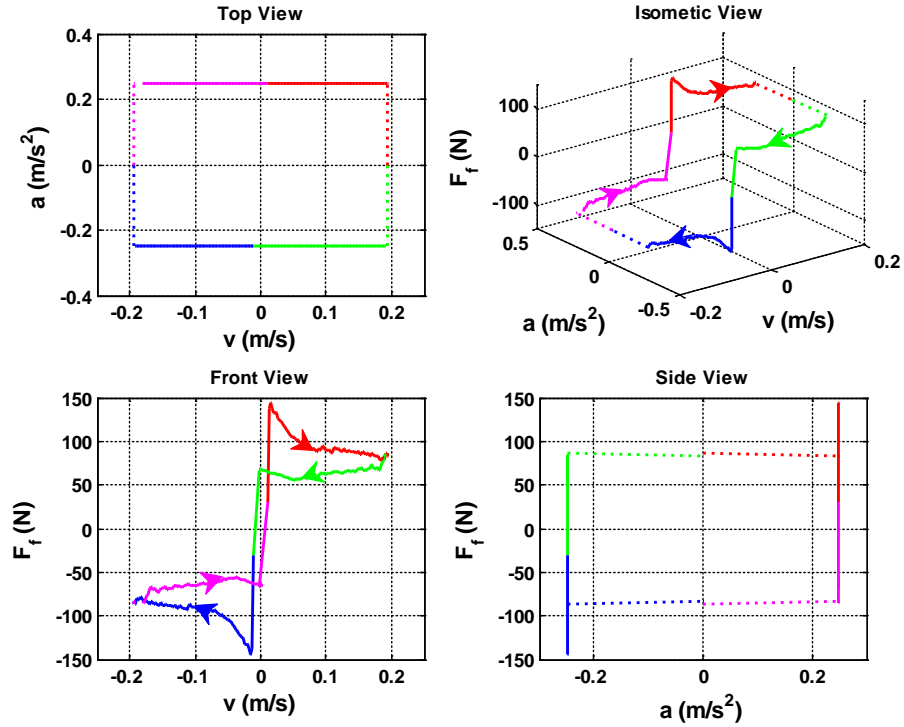 Top View
0.4
0.2
0
-0.2
-0.4
-0.2 -0.1 0 0.1 0.2
a (m/s²)
v (m/s)
Isometic View
100
0
-100
0.5
0
-0.5
-0.2
0
0.2
F_f (N)
a (m/s²)
v (m/s)
Front View
150
100
50
0
-50
-100
-150
-0.2 -0.1 0 0.1 0.2
F_f (N)
v (m/s)
Side View
150
100
50
0
-50
-100
-150
-0.2 0 0.2
F_f (N)
a (m/s²)